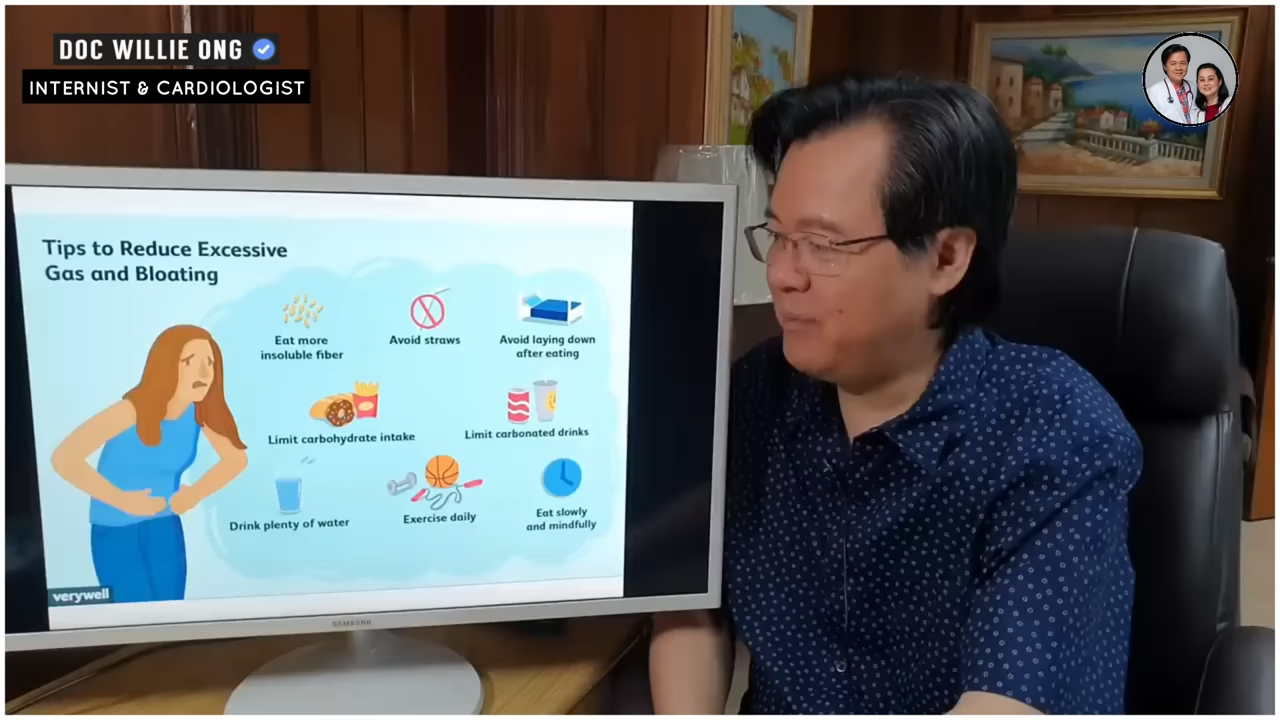 DOC WILLIE ONG
INTERNIST & CARDIOLOGIST
Tips to Reduce Excessive
Gas and Bloating
Eat more
insoluble fiber
Avoid straws
Avoid laying down
after eating
Limit carbohydrate intake
Limit carbonated drinks
Drink plenty of water
Exercise daily
Eat slowly
and mindfully
verywell
SAMSUNG